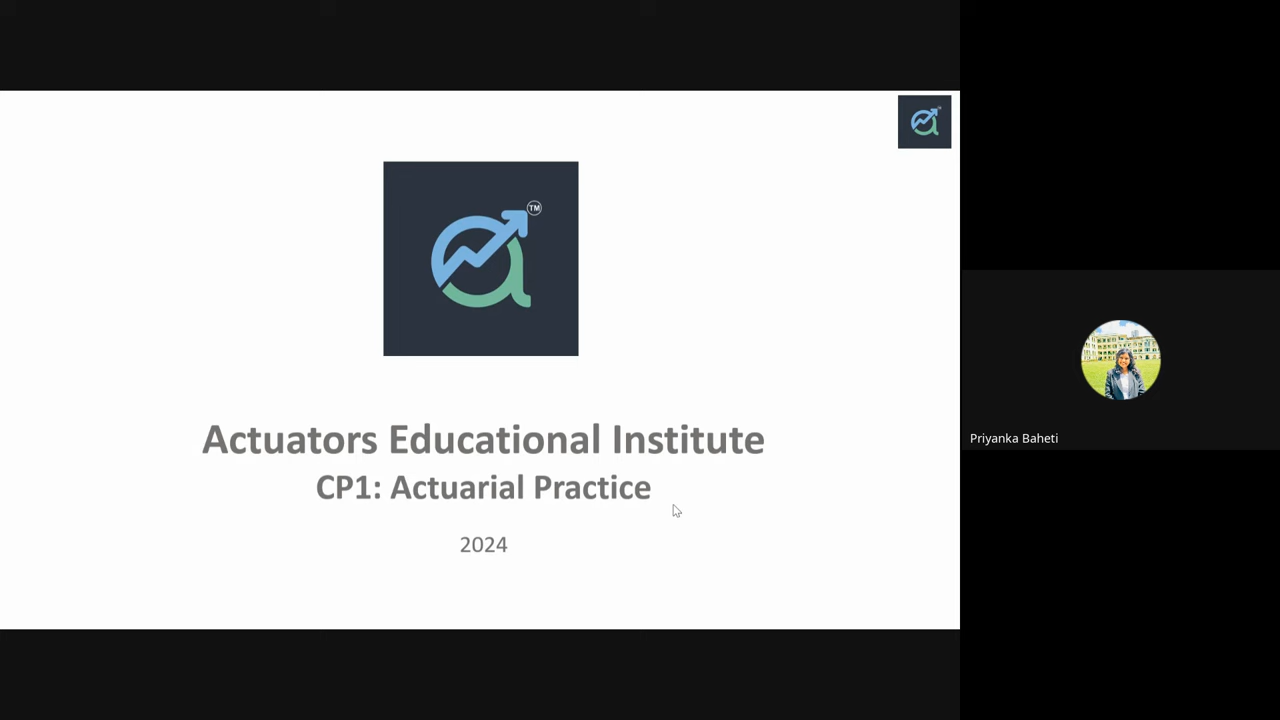 TM
Actuators Educational Institute
CP1: Actuarial Practice
2024
Priyanka Baheti